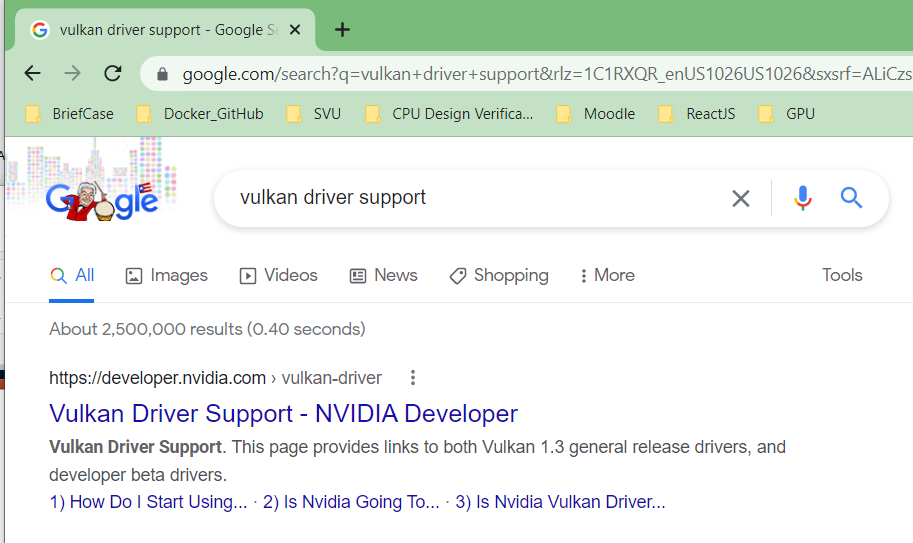 vulkan driver support - Google Se
google.com/search?q=vulkan+driver+support&rlz=1C1RXQR_enUS1026US1026&sxsrf=ALiCzs
BriefCase Docker_GitHub SVU CPU Design Verifica... Moodle ReactJS GPU
Google
vulkan driver support
All Images Videos News Shopping More Tools
About 2,500,000 results (0.40 seconds)
https://developer.nvidia.com › vulkan-driver
Vulkan Driver Support - NVIDIA Developer
Vulkan Driver Support. This page provides links to both Vulkan 1.3 general release drivers, and
developer beta drivers.
1) How Do I Start Using... · 2) Is Nvidia Going To... · 3) Is Nvidia Vulkan Driver...